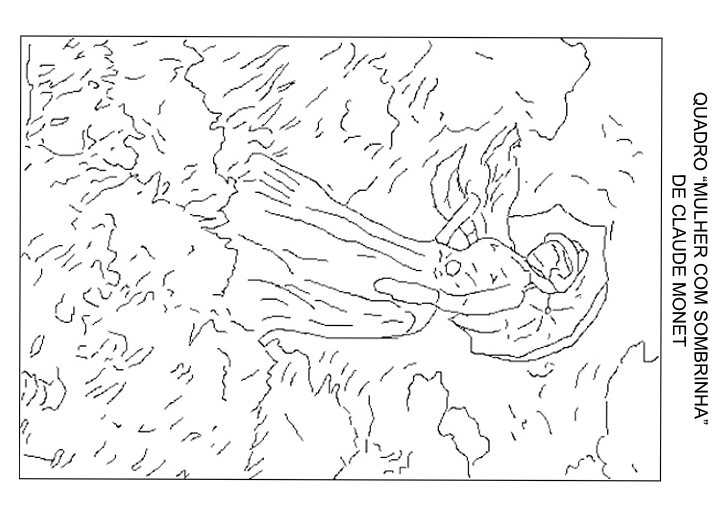 QUADRO “MULHER COM SOMBRINHA”
DE CLAUDE MONET